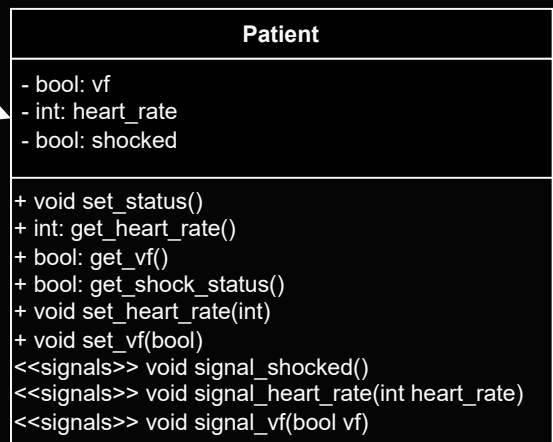 Patient
- bool: vf
- int: heart_rate
- bool: shocked
+ void set_status()
+ int: get_heart_rate()
+ bool: get_vf()
+ bool: get_shock_status()
+ void set_heart_rate(int)
+ void set_vf(bool)
<<signals>> void signal_shocked()
<<signals>> void signal_heart_rate(int heart_rate)
<<signals>> void signal_vf(bool vf)